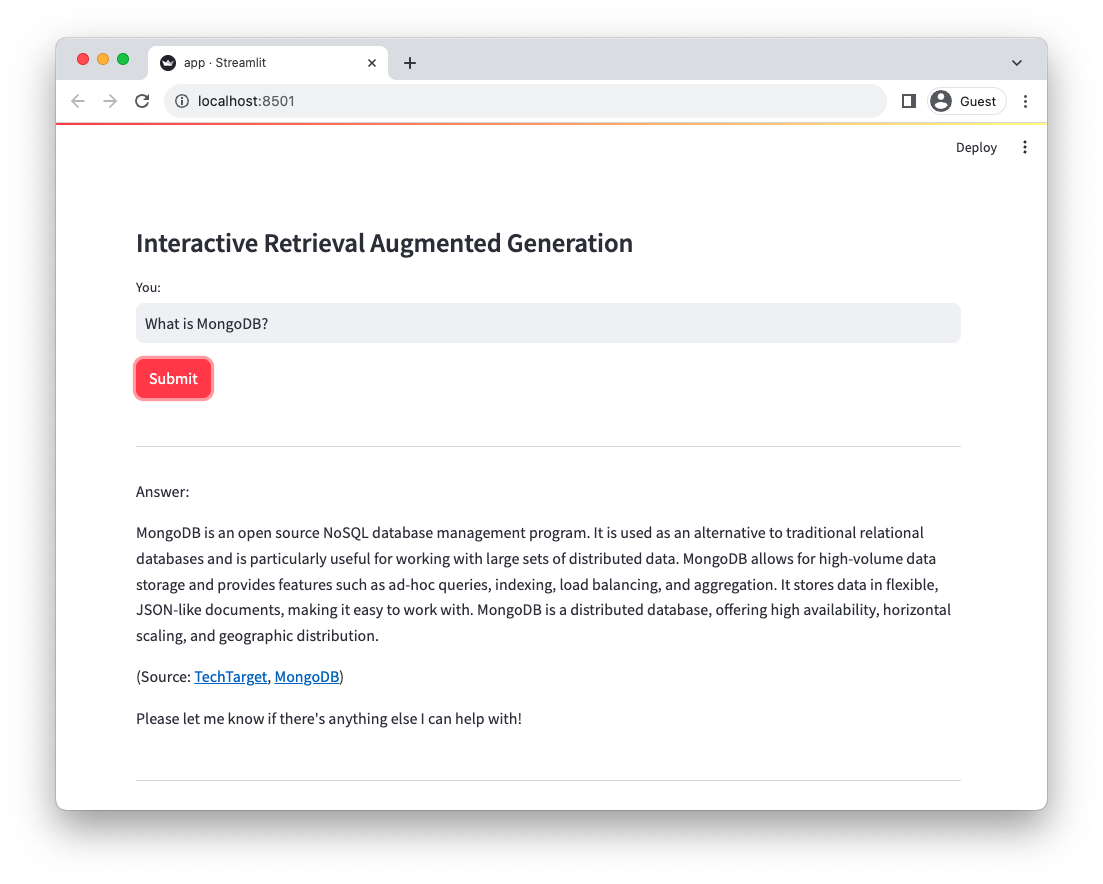 app · Streamlit
localhost:8501
Guest
Deploy
Interactive Retrieval Augmented Generation
You:
What is MongoDB?
Submit
Answer:
MongoDB is an open source NoSQL database management program. It is used as an alternative to traditional relational
databases and is particularly useful for working with large sets of distributed data. MongoDB allows for high-volume data
storage and provides features such as ad-hoc queries, indexing, load balancing, and aggregation. It stores data in flexible,
JSON-like documents, making it easy to work with. MongoDB is a distributed database, offering high availability, horizontal
scaling, and geographic distribution.
(Source: TechTarget, MongoDB)
Please let me know if there's anything else I can help with!